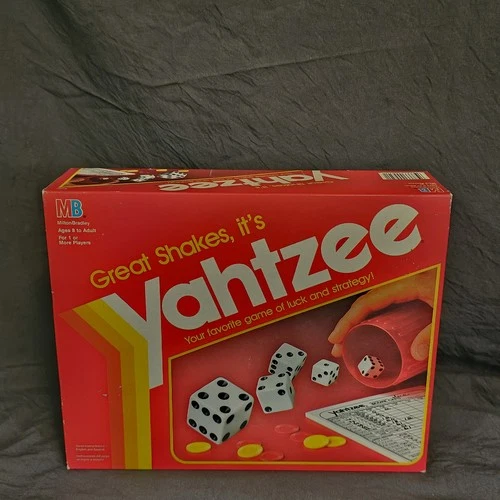 Yahtzee
MB
Milton Bradley
Ages 8 to Adult
For 1 or
More Players
Great Shakes, it's
Yahtzee
Your favorite game of luck and strategy!
Yahtzee